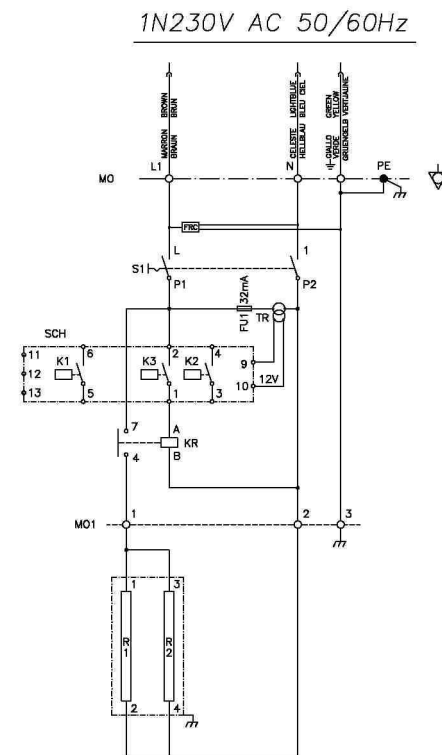 1N230V AC 50/60Hz
MARRON BROWN
BRAUN BRUN
CELESTE LIGHTBLUE
HELLBLAU BLEU CIEL
GIALLO GREEN
VERDE YELLOW
GRUENGELB VERTJAUNE
MO L1 N PE
FRC
S1 L 1
P1 P2
FU1 32mA
TR
SCH
11 6 2 4 9
K1 K3 K2
12 10 12V
13 5 1 3
7 A
KR
4 B
1 2 3
MO1
1 3
R1 R2
2 4